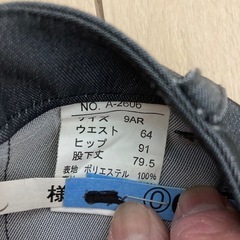 NO. A-2606
サイズ 9AR
ウエスト 64
ヒップ 91
股下丈 79.5
表地 ポリエステル 100%
様